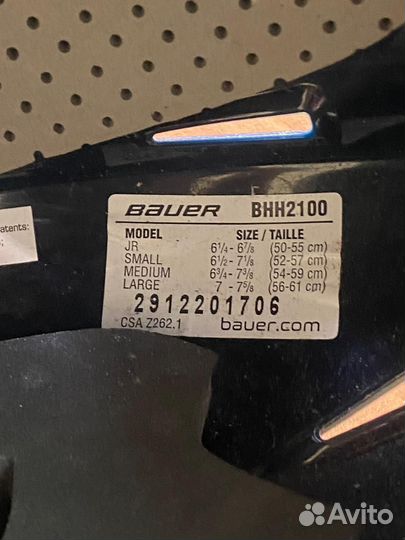 atents:
BAUER BHH2100
MODEL SIZE / TAILLE
JR 6¼ - 6⅞ (50-55 cm)
SMALL 6½ - 7⅛ (52-57 cm)
MEDIUM 6¾ - 7⅜ (54-59 cm)
LARGE 7 - 7⅝ (56-61 cm)
2912201706
CSA Z262.1 bauer.com
Avito